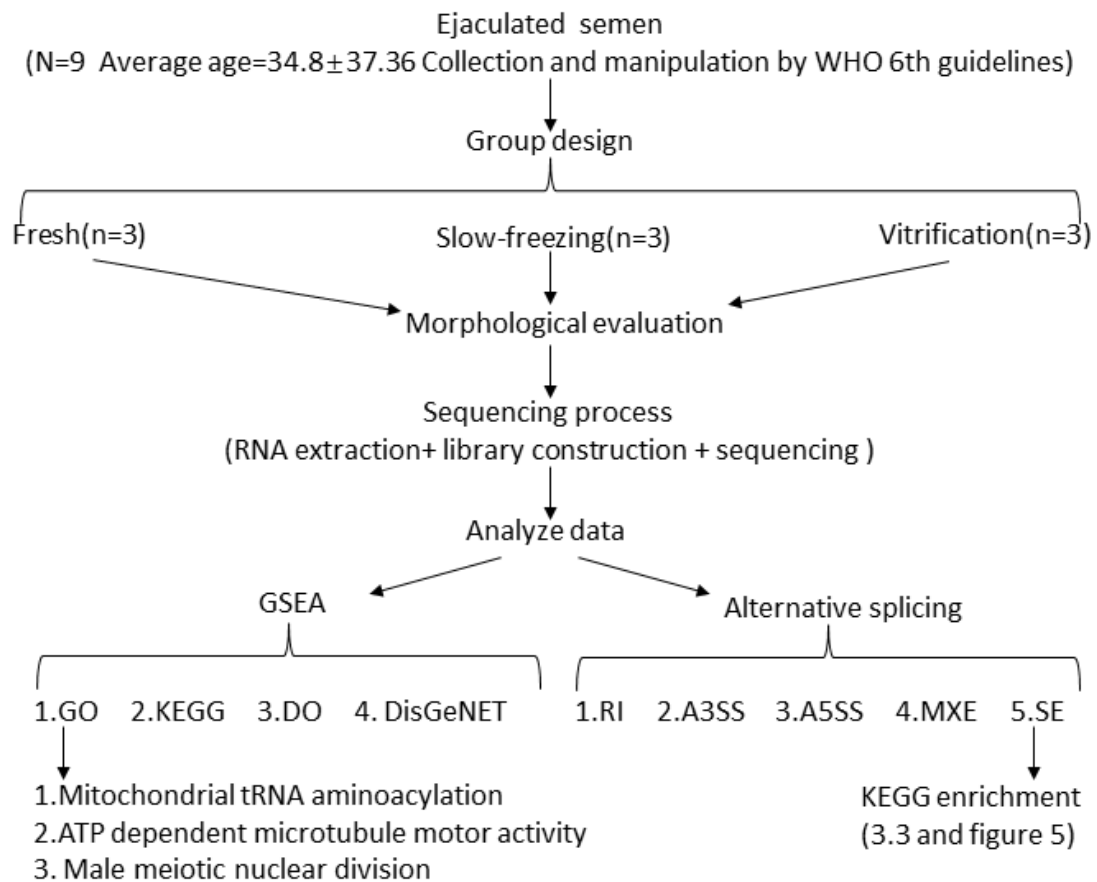 Ejaculated semen
(N=9 Average age=34.8±37.36 Collection and manipulation by WHO 6th guidelines)
Group design
Fresh(n=3) Slow-freezing(n=3) Vitrification(n=3)
Morphological evaluation
Sequencing process
(RNA extraction+ library construction + sequencing )
Analyze data
GSEA Alternative splicing
1.GO 2.KEGG 3.DO 4. DisGeNET 1.RI 2.A3SS 3.A5SS 4.MXE 5.SE
1.Mitochondrial tRNA aminoacylation
2.ATP dependent microtubule motor activity
3. Male meiotic nuclear division
KEGG enrichment
(3.3 and figure 5)